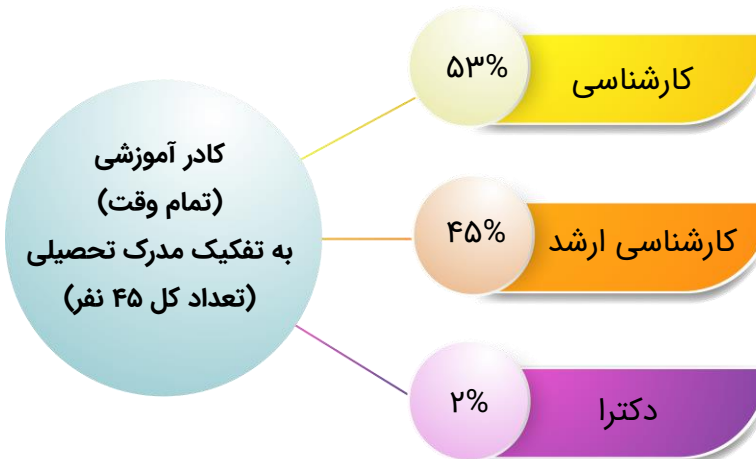 کادر آموزشی
(تمام وقت)
به تفکیک مدرک تحصیلی
(تعداد کل ۴۵ نفر)
۵۳%
کارشناسی
۴۵%
کارشناسی ارشد
۲%
دکترا